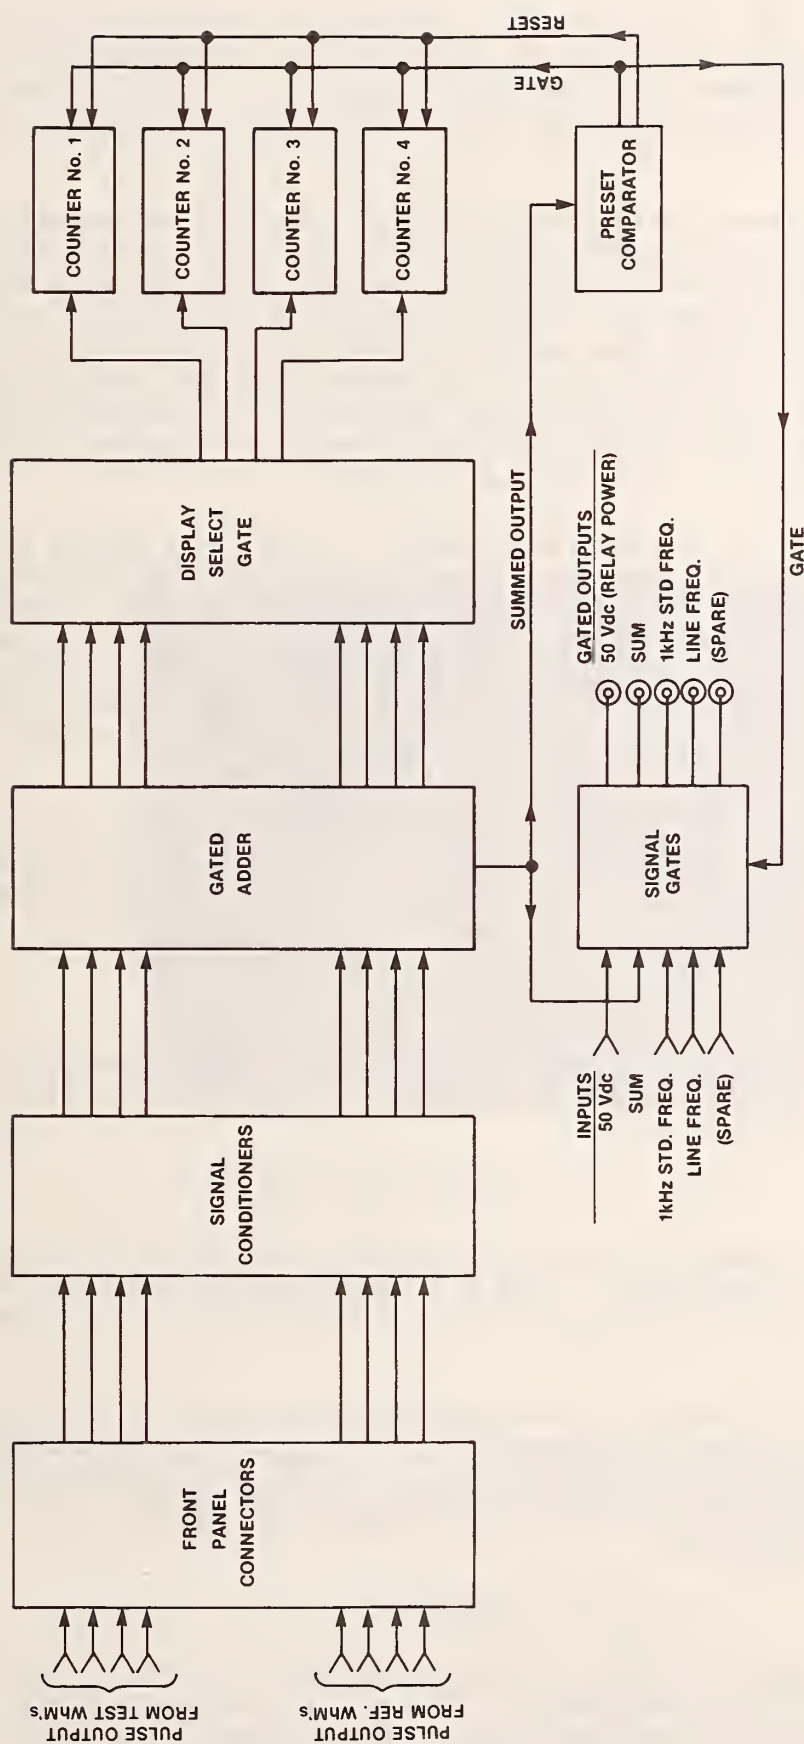 PULSE OUTPUT
FROM TEST WhM's
PULSE OUTPUT
FROM REF. WhM's
FRONT
PANEL
CONNECTORS
SIGNAL
CONDITIONERS
GATED
ADDER
DISPLAY
SELECT
GATE
COUNTER No. 1
COUNTER No. 2
COUNTER No. 3
COUNTER No. 4
RESET
GATE
SUMMED OUTPUT
PRESET
COMPARATOR
INPUTS
50 Vdc
SUM
1kHz STD. FREQ.
LINE FREQ.
(SPARE)
SIGNAL
GATES
GATED OUTPUTS
50 Vdc (RELAY POWER)
SUM
1kHz STD FREQ.
LINE FREQ.
(SPARE)
GATE